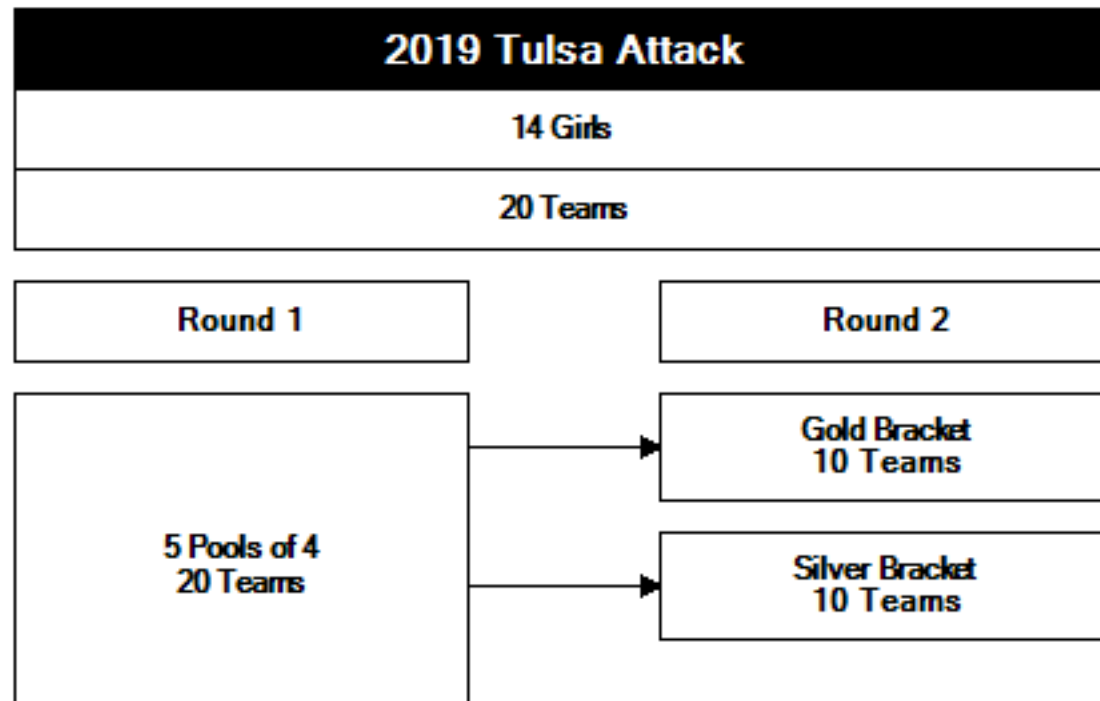 2019 Tulsa Attack
14 Girls
20 Teams
Round 1
Round 2
5 Pools of 4
20 Teams
Gold Bracket
10 Teams
Silver Bracket
10 Teams